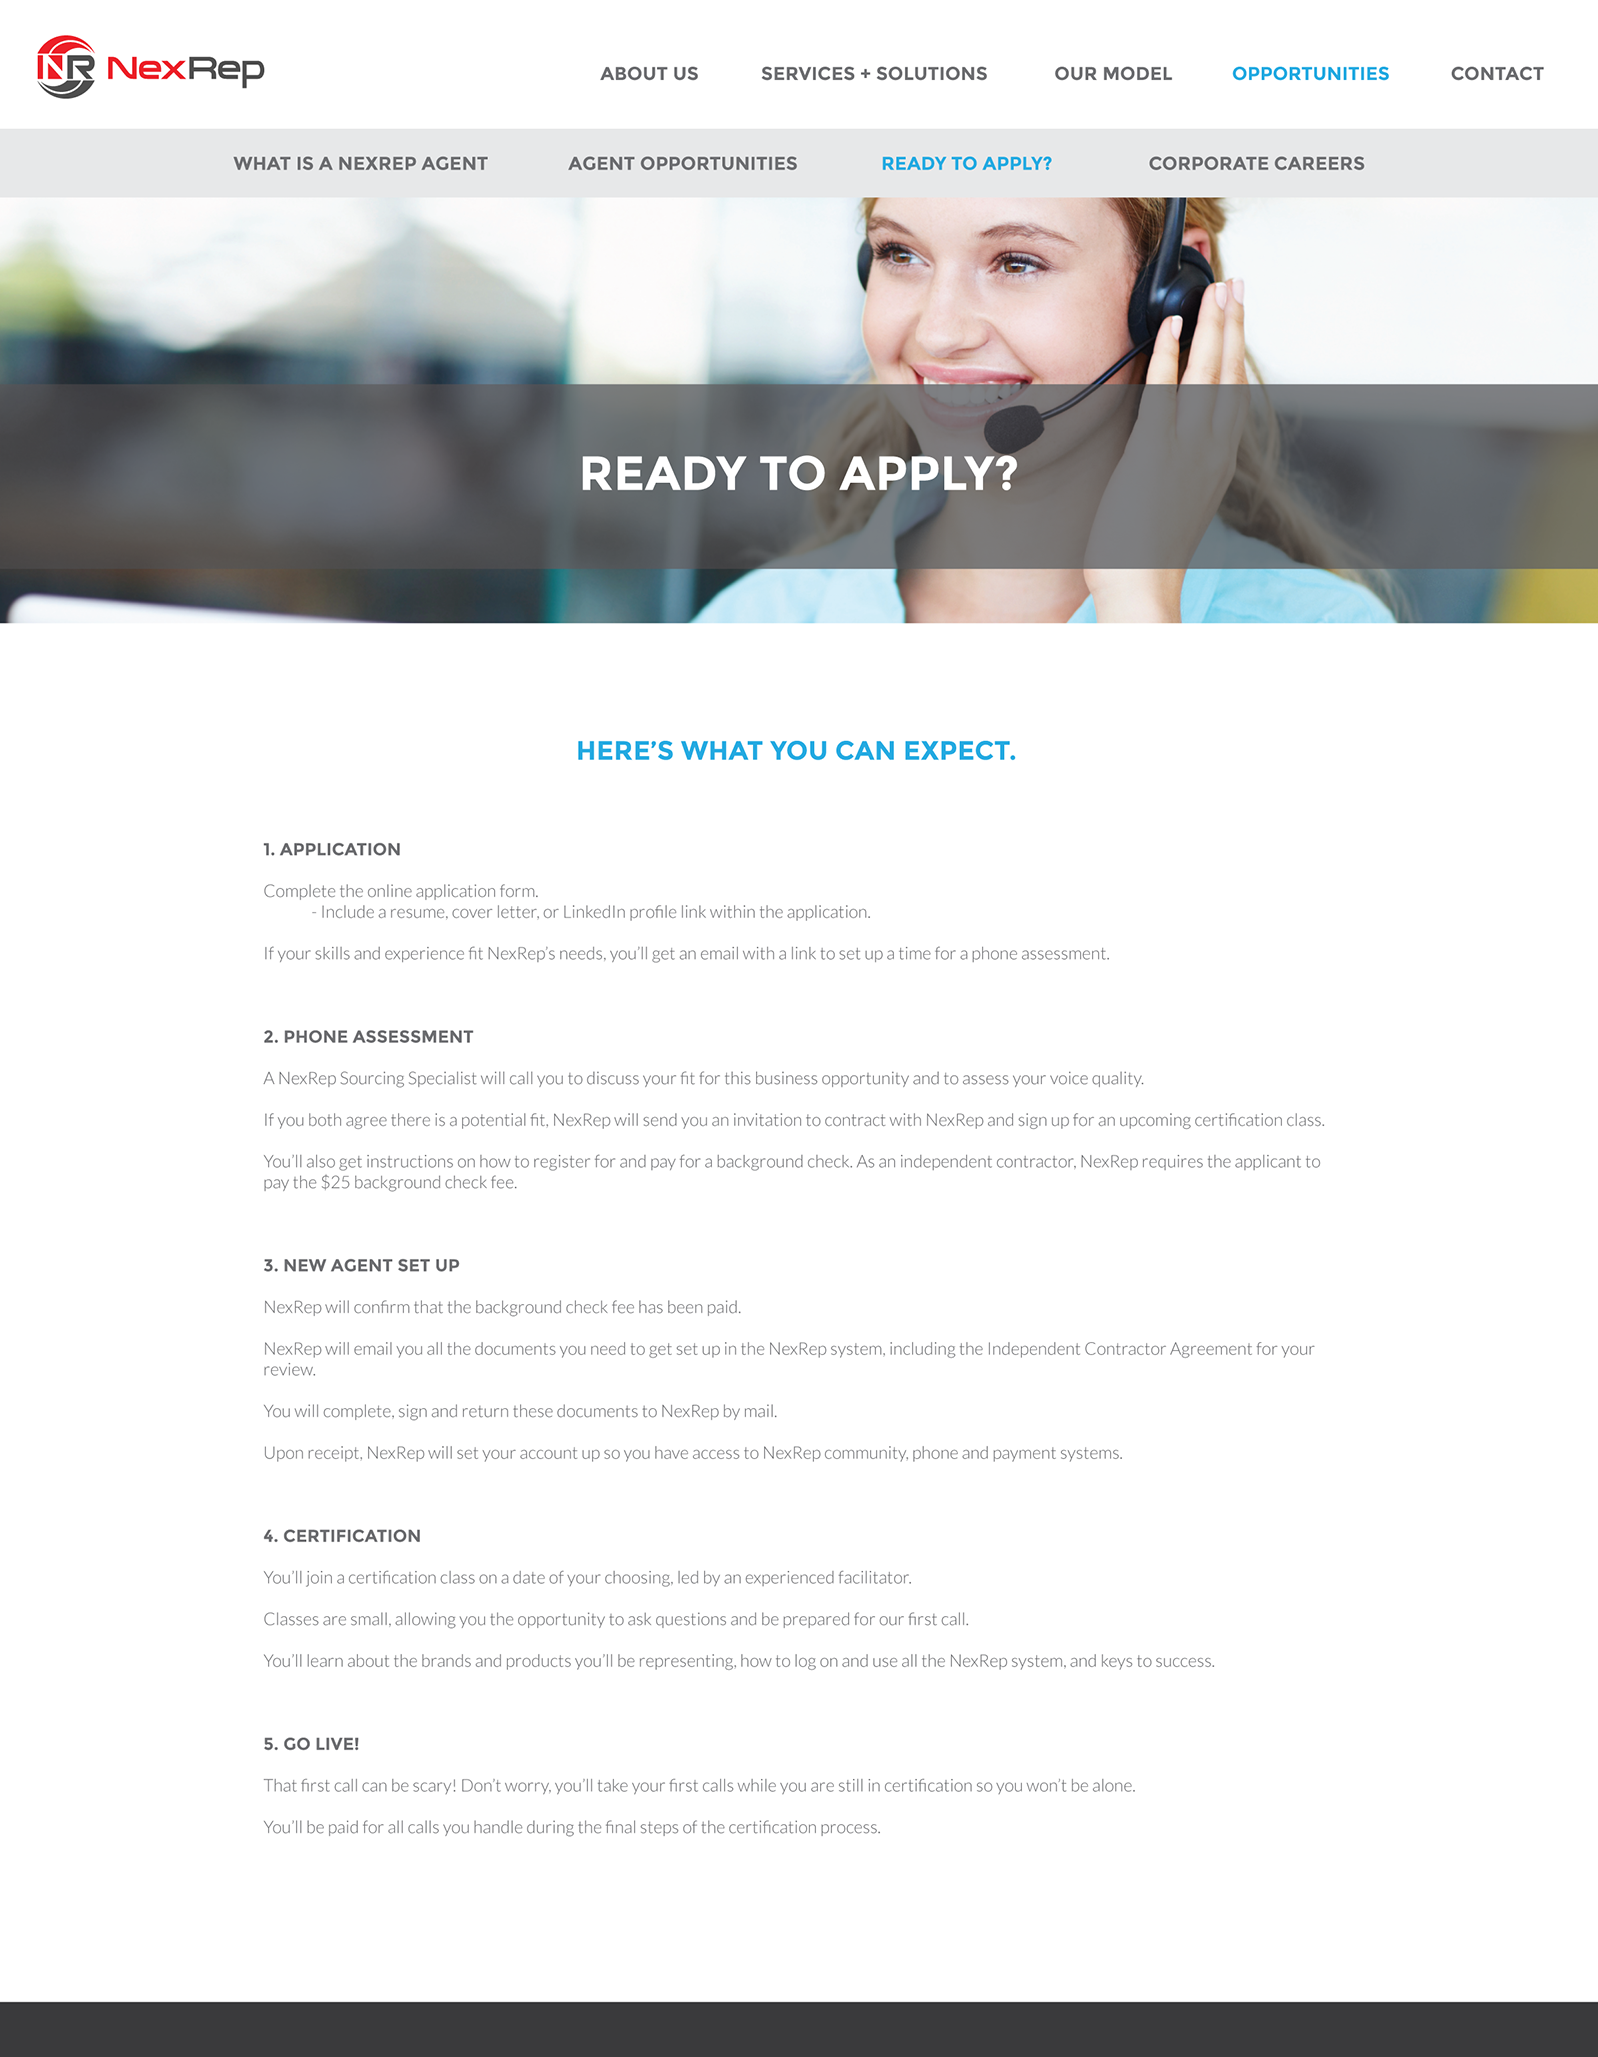 NR NexRep
ABOUT US SERVICES + SOLUTIONS OUR MODEL OPPORTUNITIES CONTACT
WHAT IS A NEXREP AGENT AGENT OPPORTUNITIES READY TO APPLY? CORPORATE CAREERS
READY TO APPLY?
HERE’S WHAT YOU CAN EXPECT.
1. APPLICATION
Complete the online application form.
- Include a resume, cover letter, or LinkedIn profile link within the application.
If your skills and experience fit NexRep’s needs, you’ll get an email with a link to set up a time for a phone assessment.
2. PHONE ASSESSMENT
A NexRep Sourcing Specialist will call you to discuss your fit for this business opportunity and to assess your voice quality.
If you both agree there is a potential fit, NexRep will send you an invitation to contract with NexRep and sign up for an upcoming certification class.
You’ll also get instructions on how to register for and pay for a background check. As an independent contractor, NexRep requires the applicant to
pay the $25 background check fee.
3. NEW AGENT SET UP
NexRep will confirm that the background check fee has been paid.
NexRep will email you all the documents you need to get set up in the NexRep system, including the Independent Contractor Agreement for your
review.
You will complete, sign and return these documents to NexRep by mail.
Upon receipt, NexRep will set your account up so you have access to NexRep community, phone and payment systems.
4. CERTIFICATION
You’ll join a certification class on a date of your choosing, led by an experienced facilitator.
Classes are small, allowing you the opportunity to ask questions and be prepared for our first call.
You’ll learn about the brands and products you’ll be representing, how to log on and use all the NexRep system, and keys to success.
5. GO LIVE!
That first call can be scary! Don’t worry, you’ll take your first calls while you are still in certification so you won’t be alone.
You’ll be paid for all calls you handle during the final steps of the certification process.